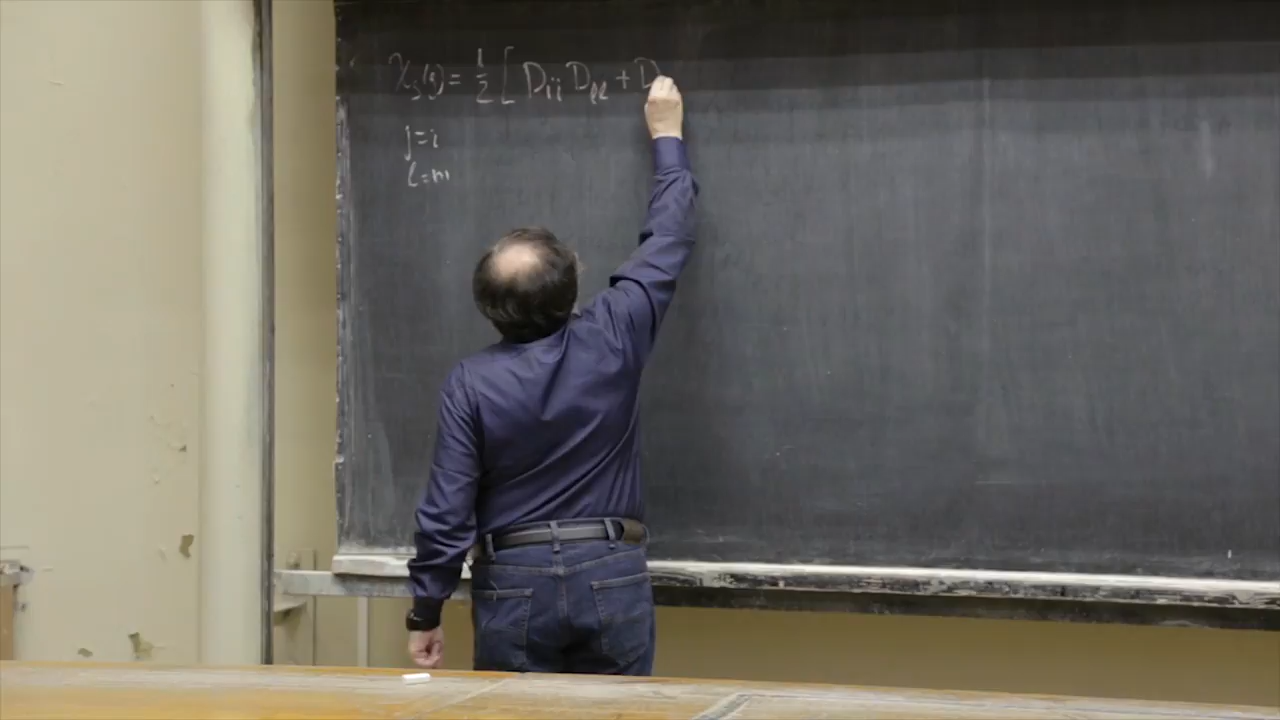 χ_s(g) = 1/2 [ D_ii D_ll + D
j=i
l=m